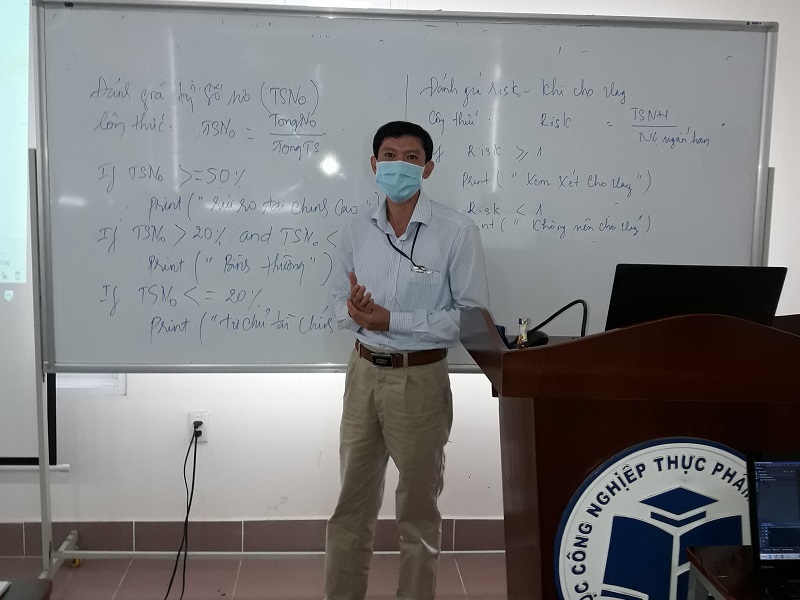 Đánh giá tỷ số nợ (TSNo)
Công thức: TSNo = TongNo / TongTS
If TSNo >= 50%
print ("rủi ro tài chính cao")
If TSNo > 20% and TSNo <
Print ("Bình thường")
If TSNo <= 20%
Print ("tự chủ tài chính
Đánh giá risk - khi cho vay
Công thức: Risk = TSNH / Nợ ngắn hạn
If Risk ≥ 1
print ("Xem xét cho vay")
Risk < 1
print ("Không nên cho vay")
ỌC CÔNG NGHIỆP THỰC PHẨM